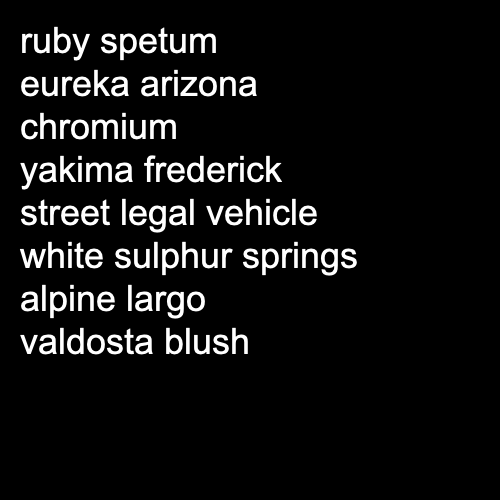 ruby spetum
eureka arizona
chromium
yakima frederick
street legal vehicle
white sulphur springs
alpine largo
valdosta blush